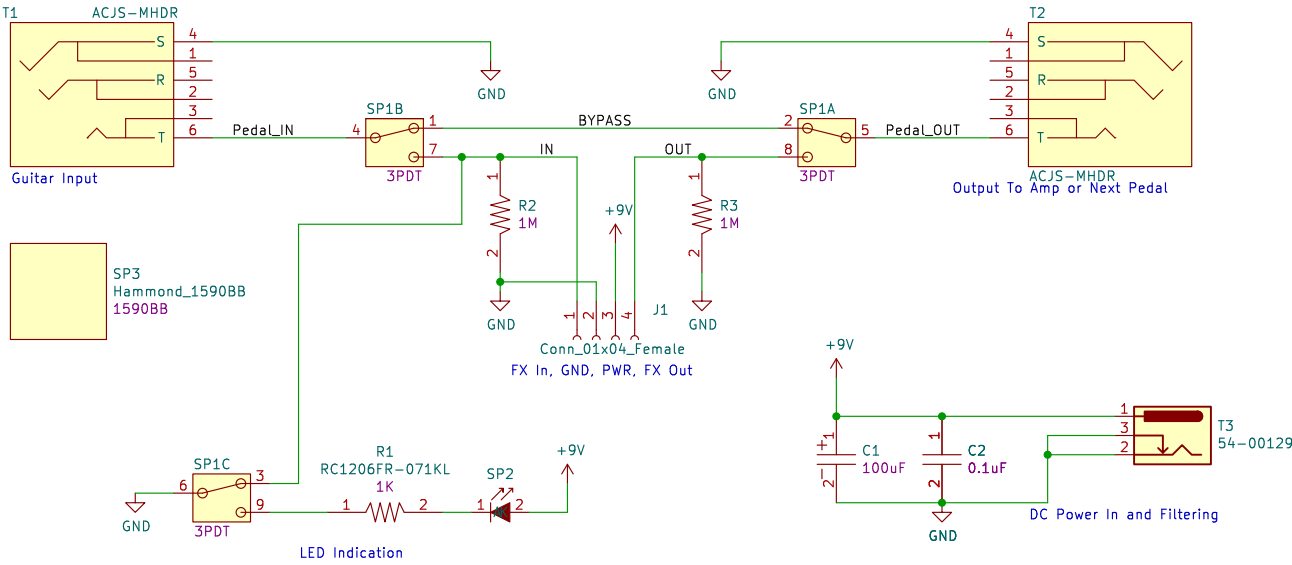 T1 ACJS-MHDR
4
S
1
5
R
2
3
6
T
Guitar Input
GND
Pedal_IN
SP1B
4
1
7
3PDT
BYPASS
IN
OUT
GND
SP1A
2
8
5
3PDT
Pedal_OUT
T2
4
S
1
5
R
2
3
6
T
ACJS-MHDR
Output To Amp or Next Pedal
SP3
Hammond_1590BB
1590BB
1
R2
1M
2
GND
+9V
1
R3
1M
2
GND
1 2 3 4
J1
Conn_01x04_Female
FX In, GND, PWR, FX Out
SP1C
6
3
9
3PDT
GND
R1
RC1206FR-071KL
1K
1 2
SP2
1 2
+9V
LED Indication
+9V
+
1
C1
100uF
2
-
1
C2
0.1uF
2
GND
1
3
2
T3
54-00129
DC Power In and Filtering